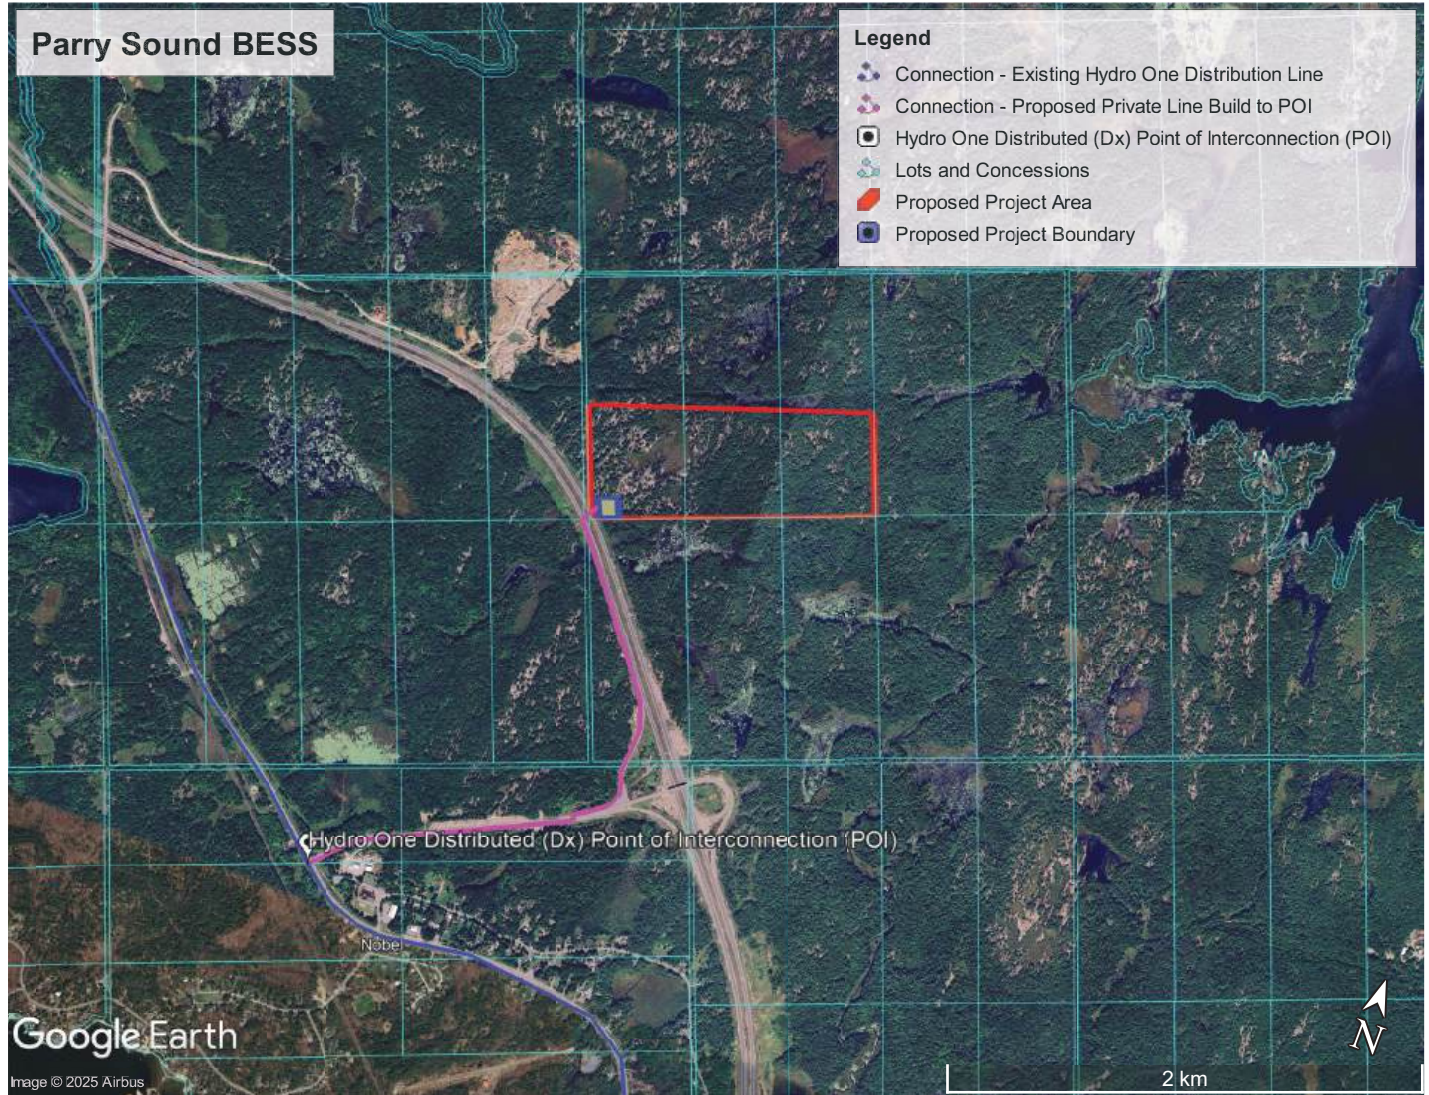 Parry Sound BESS
Legend
Connection - Existing Hydro One Distribution Line
Connection - Proposed Private Line Build to POI
Hydro One Distributed (Dx) Point of Interconnection (POI)
Lots and Concessions
Proposed Project Area
Proposed Project Boundary
Hydro One Distributed (Dx) Point of Interconnection (POI)
Nobel
Google Earth
Image © 2025 Airbus
N
2 km